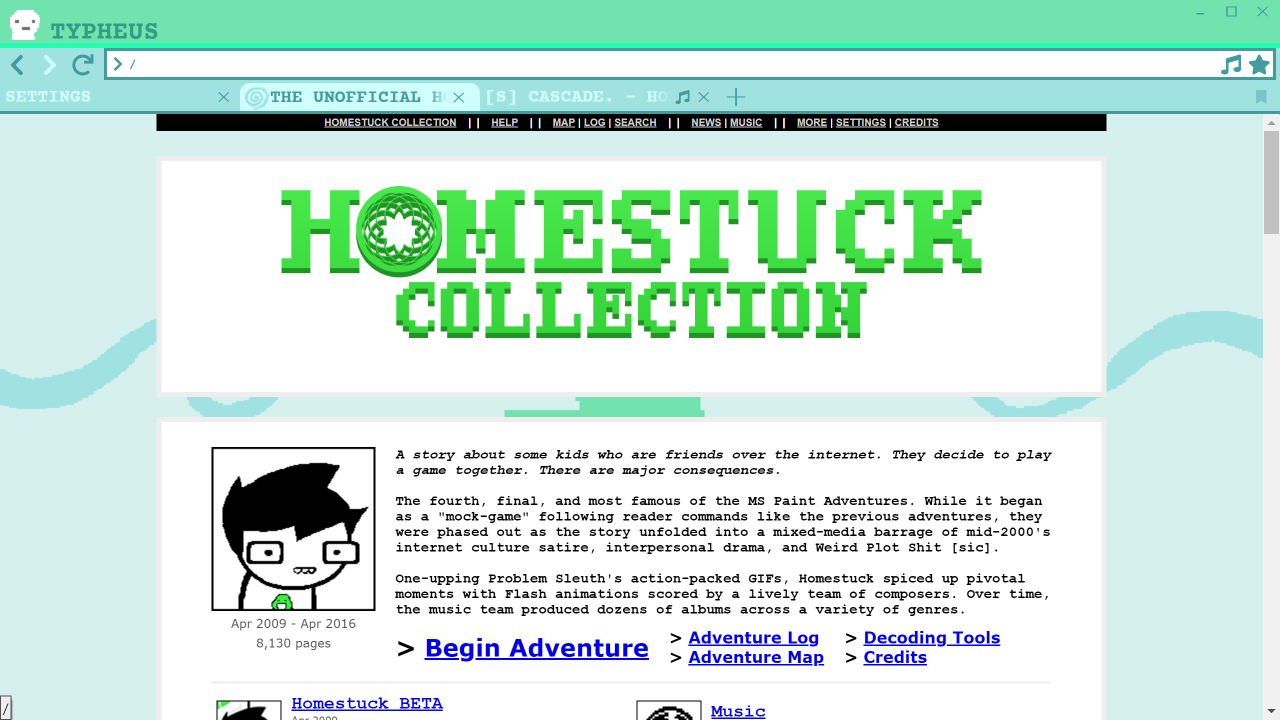 TYPHEUS
/
SETTINGS
THE UNOFFICIAL HO
[S] CASCADE. - HO
HOMESTUCK COLLECTION || HELP || MAP | LOG | SEARCH || NEWS | MUSIC || MORE | SETTINGS | CREDITS
HOMESTUCK
COLLECTION
A story about some kids who are friends over the internet. They decide to play
a game together. There are major consequences.
The fourth, final, and most famous of the MS Paint Adventures. While it began
as a "mock-game" following reader commands like the previous adventures, they
were phased out as the story unfolded into a mixed-media barrage of mid-2000's
internet culture satire, interpersonal drama, and Weird Plot Shit [sic].
One-upping Problem Sleuth's action-packed GIFs, Homestuck spiced up pivotal
moments with Flash animations scored by a lively team of composers. Over time,
the music team produced dozens of albums across a variety of genres.
Apr 2009 - Apr 2016
8,130 pages
> Begin Adventure
> Adventure Log
> Adventure Map
> Decoding Tools
> Credits
Homestuck BETA
Apr 2009
Music
/